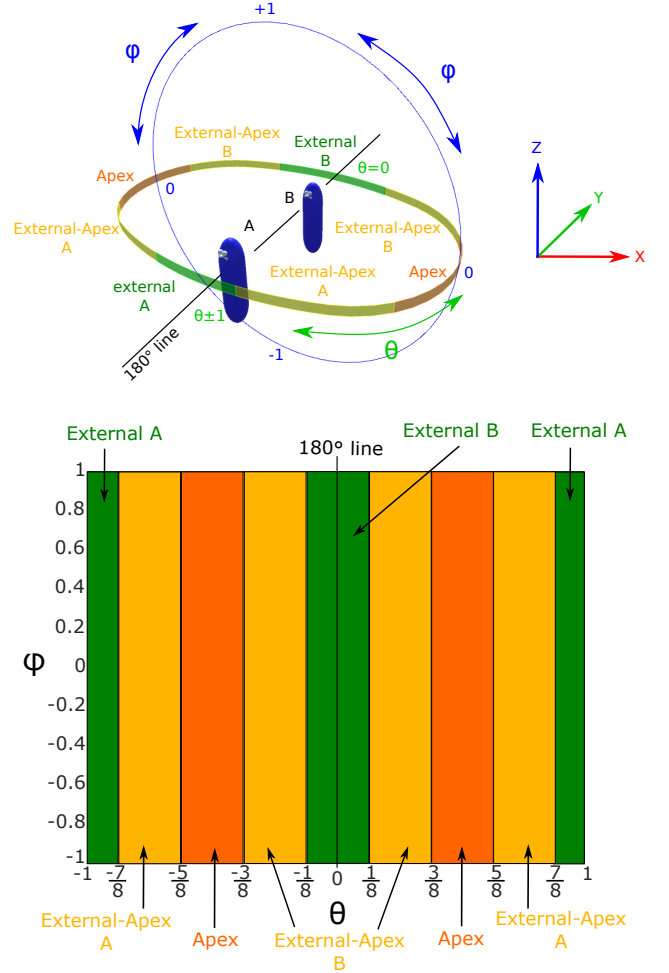 +1
φ
φ
External-Apex
B
External
B
θ=0
Apex
0
B
A
External-Apex
A
External-Apex
B
External-Apex
A
Apex
0
external
A
θ±1
180° line
-1
θ
Z
Y
X
External A
180° line
External B
External A
1
0.8
0.6
0.4
0.2
φ
0
-0.2
-0.4
-0.6
-0.8
-1
-1 -7/8 -5/8 -3/8 -1/8 0 1/8 3/8 5/8 7/8 1
θ
External-Apex
A
Apex
External-Apex
B
Apex
External-Apex
A